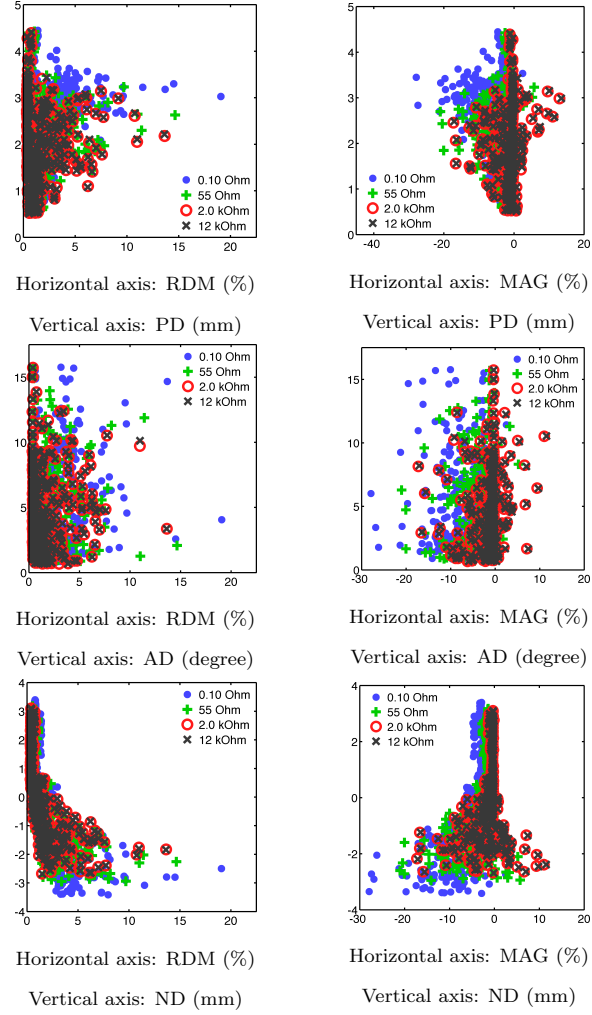 5
4
3
2
1
0
0 5 10 15 20
0.10 Ohm
55 Ohm
2.0 kOhm
12 kOhm
Horizontal axis: RDM (%)
Vertical axis: PD (mm)
5
4
3
2
1
0
-40 -20 0 20
0.10 Ohm
55 Ohm
2.0 kOhm
12 kOhm
Horizontal axis: MAG (%)
Vertical axis: PD (mm)
15
10
5
0
0 5 10 15 20
0.10 Ohm
55 Ohm
2.0 kOhm
12 kOhm
Horizontal axis: RDM (%)
Vertical axis: AD (degree)
15
10
5
0
-30 -20 -10 0 10 20
0.10 Ohm
55 Ohm
2.0 kOhm
12 kOhm
Horizontal axis: MAG (%)
Vertical axis: AD (degree)
4
3
2
1
0
-1
-2
-3
-4
0 5 10 15 20
0.10 Ohm
55 Ohm
2.0 kOhm
12 kOhm
Horizontal axis: RDM (%)
Vertical axis: ND (mm)
4
2
0
-2
-4
-30 -20 -10 0 10 20
0.10 Ohm
55 Ohm
2.0 kOhm
12 kOhm
Horizontal axis: MAG (%)
Vertical axis: ND (mm)